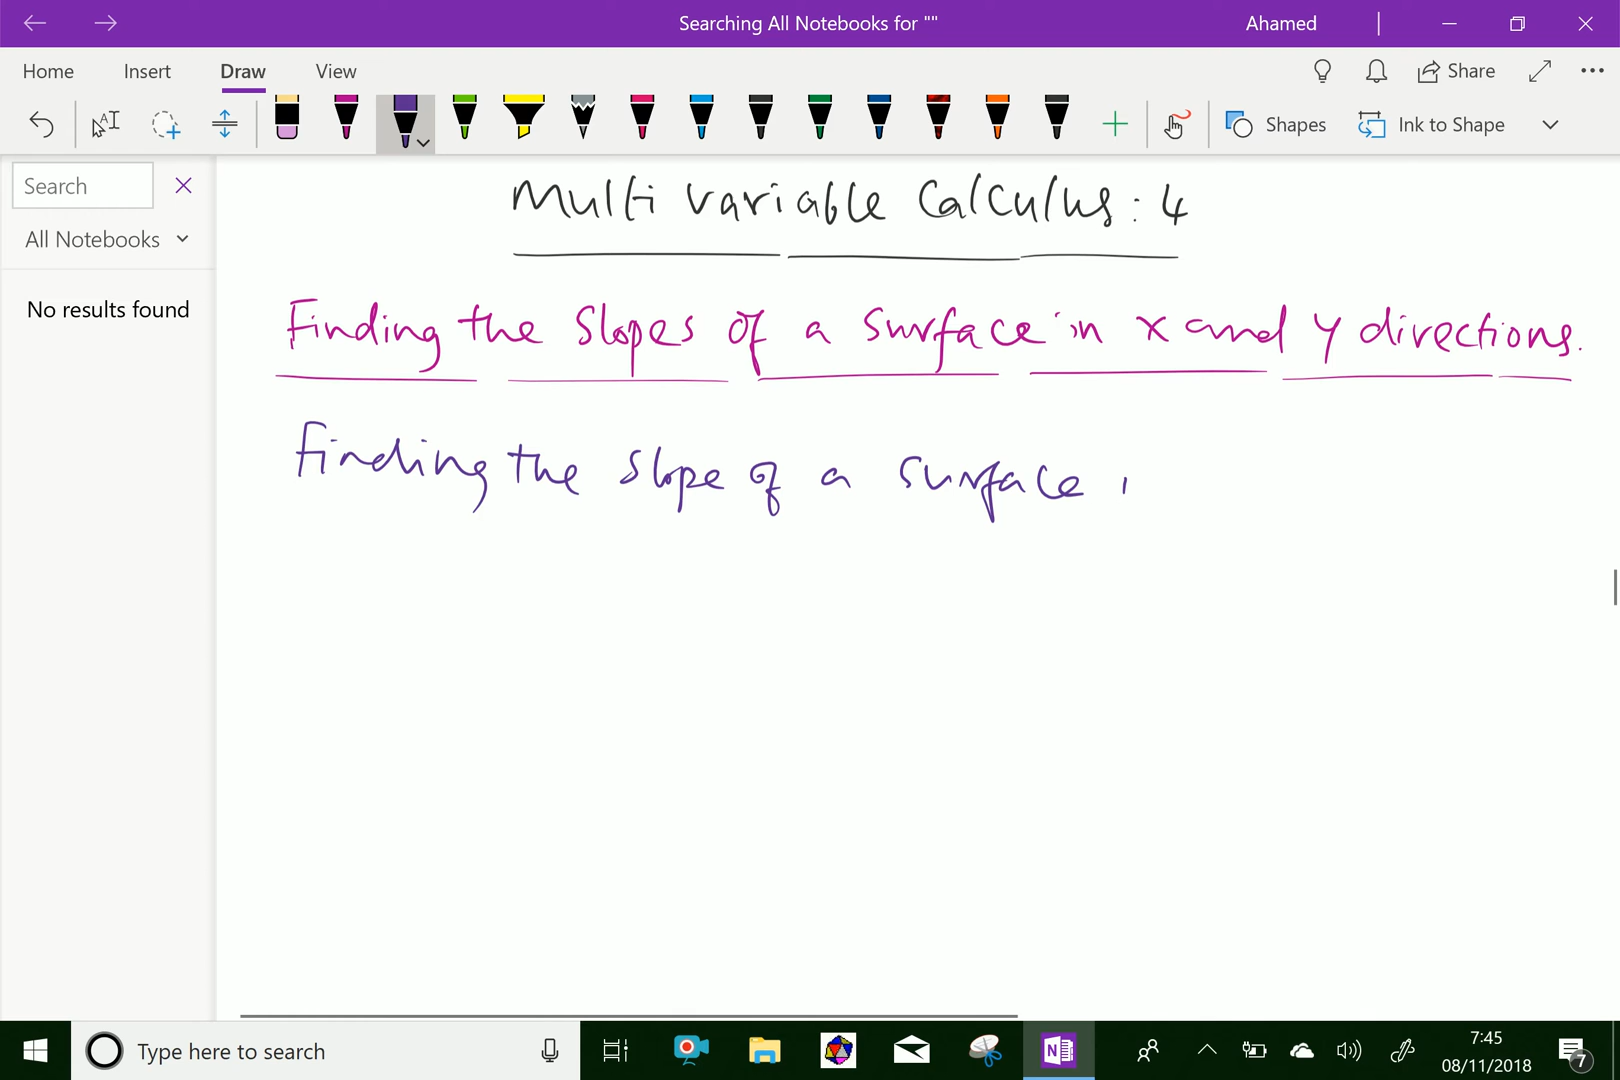 Searching All Notebooks for ""
Ahamed
Home Insert Draw View
Share
Shapes
Ink to Shape
Search
All Notebooks
No results found
Multi variable Calculus: 4
Finding the Slopes of a Surface in x and y directions.
Finding the Slope of a Surface
Type here to search
7:45
08/11/2018
7